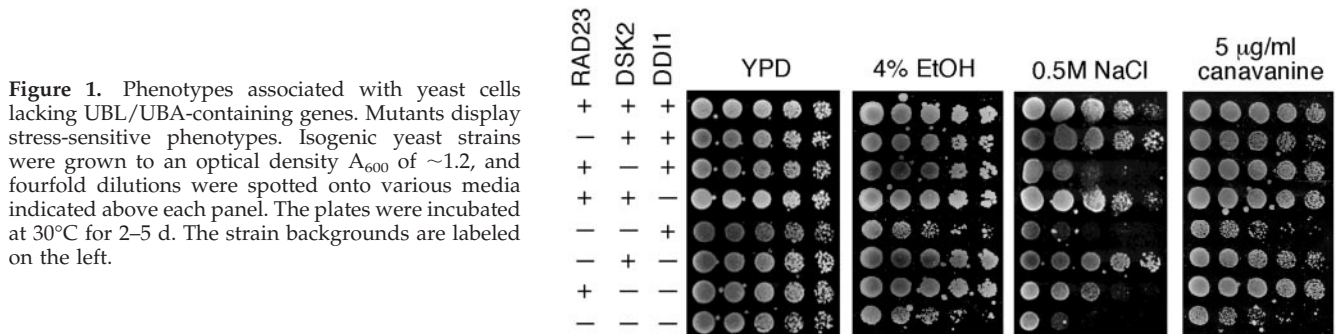 Figure 1. Phenotypes associated with yeast cells
lacking UBL/UBA-containing genes. Mutants display
stress-sensitive phenotypes. Isogenic yeast strains
were grown to an optical density A600 of ~1.2, and
fourfold dilutions were spotted onto various media
indicated above each panel. The plates were incubated
at 30°C for 2–5 d. The strain backgrounds are labeled
on the left.
RAD23 DSK2 DDI1
YPD
4% EtOH
0.5M NaCl
5 μg/ml
canavanine
+ + +
− + +
+ − +
+ + −
− − +
− + −
+ − −
− − −